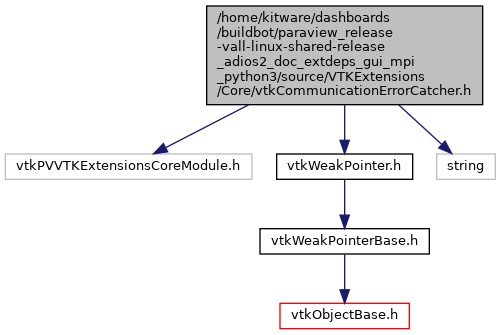 /home/kitware/dashboards
/buildbot/paraview_release
-vall-linux-shared-release
_adios2_doc_extdeps_gui_mpi
_python3/source/VTKExtensions
/Core/vtkCommunicationErrorCatcher.h
vtkPVVTKExtensionsCoreModule.h
vtkWeakPointer.h
string
vtkWeakPointerBase.h
vtkObjectBase.h